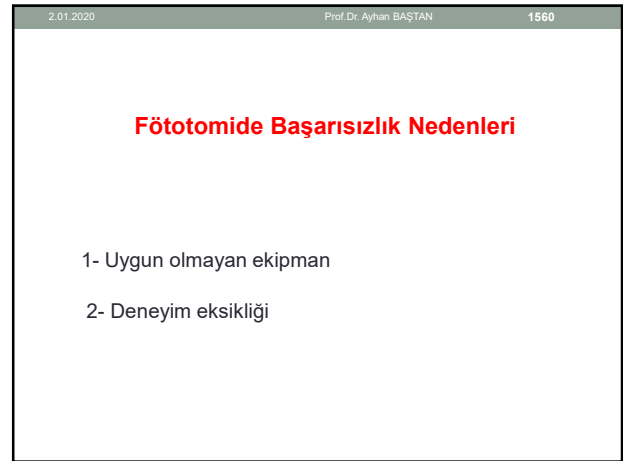 2.01.2020 Prof.Dr. Ayhan BAŞTAN 1560
Fötotomide Başarısızlık Nedenleri
1- Uygun olmayan ekipman
2- Deneyim eksikliği